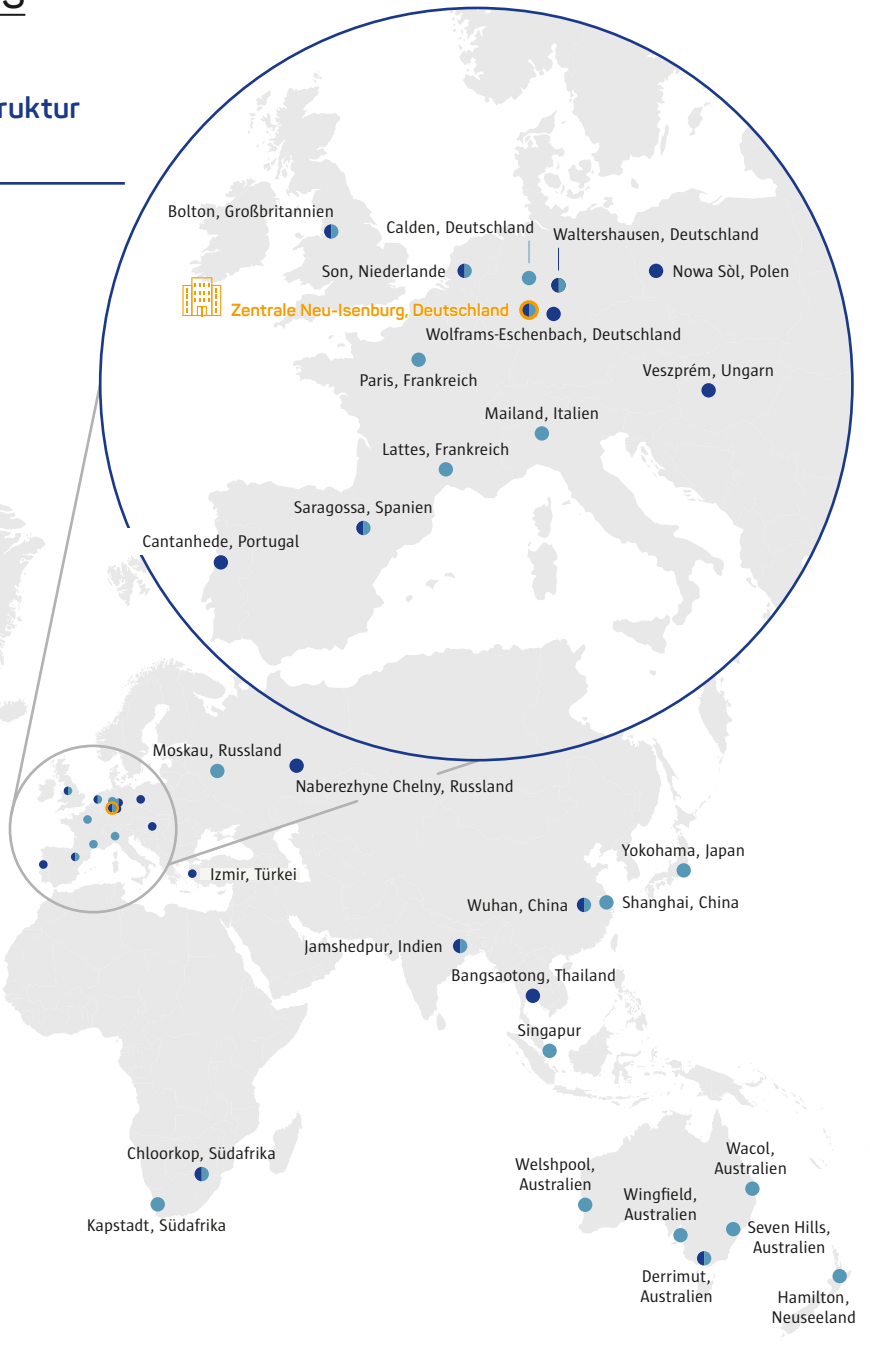 ruktur
Bolton, Großbritannien
Calden, Deutschland
Waltershausen, Deutschland
Son, Niederlande
Nowa Sòl, Polen
Zentrale Neu-Isenburg, Deutschland
Wolframs-Eschenbach, Deutschland
Paris, Frankreich
Veszprém, Ungarn
Mailand, Italien
Lattes, Frankreich
Saragossa, Spanien
Cantanhede, Portugal
Moskau, Russland
Naberezhyne Chelny, Russland
Izmir, Türkei
Yokohama, Japan
Wuhan, China
Shanghai, China
Jamshedpur, Indien
Bangsaotong, Thailand
Singapur
Chloorkop, Südafrika
Kapstadt, Südafrika
Welshpool,
Australien
Wacol,
Australien
Wingfield,
Australien
Seven Hills,
Australien
Derrimut,
Australien
Hamilton,
Neuseeland